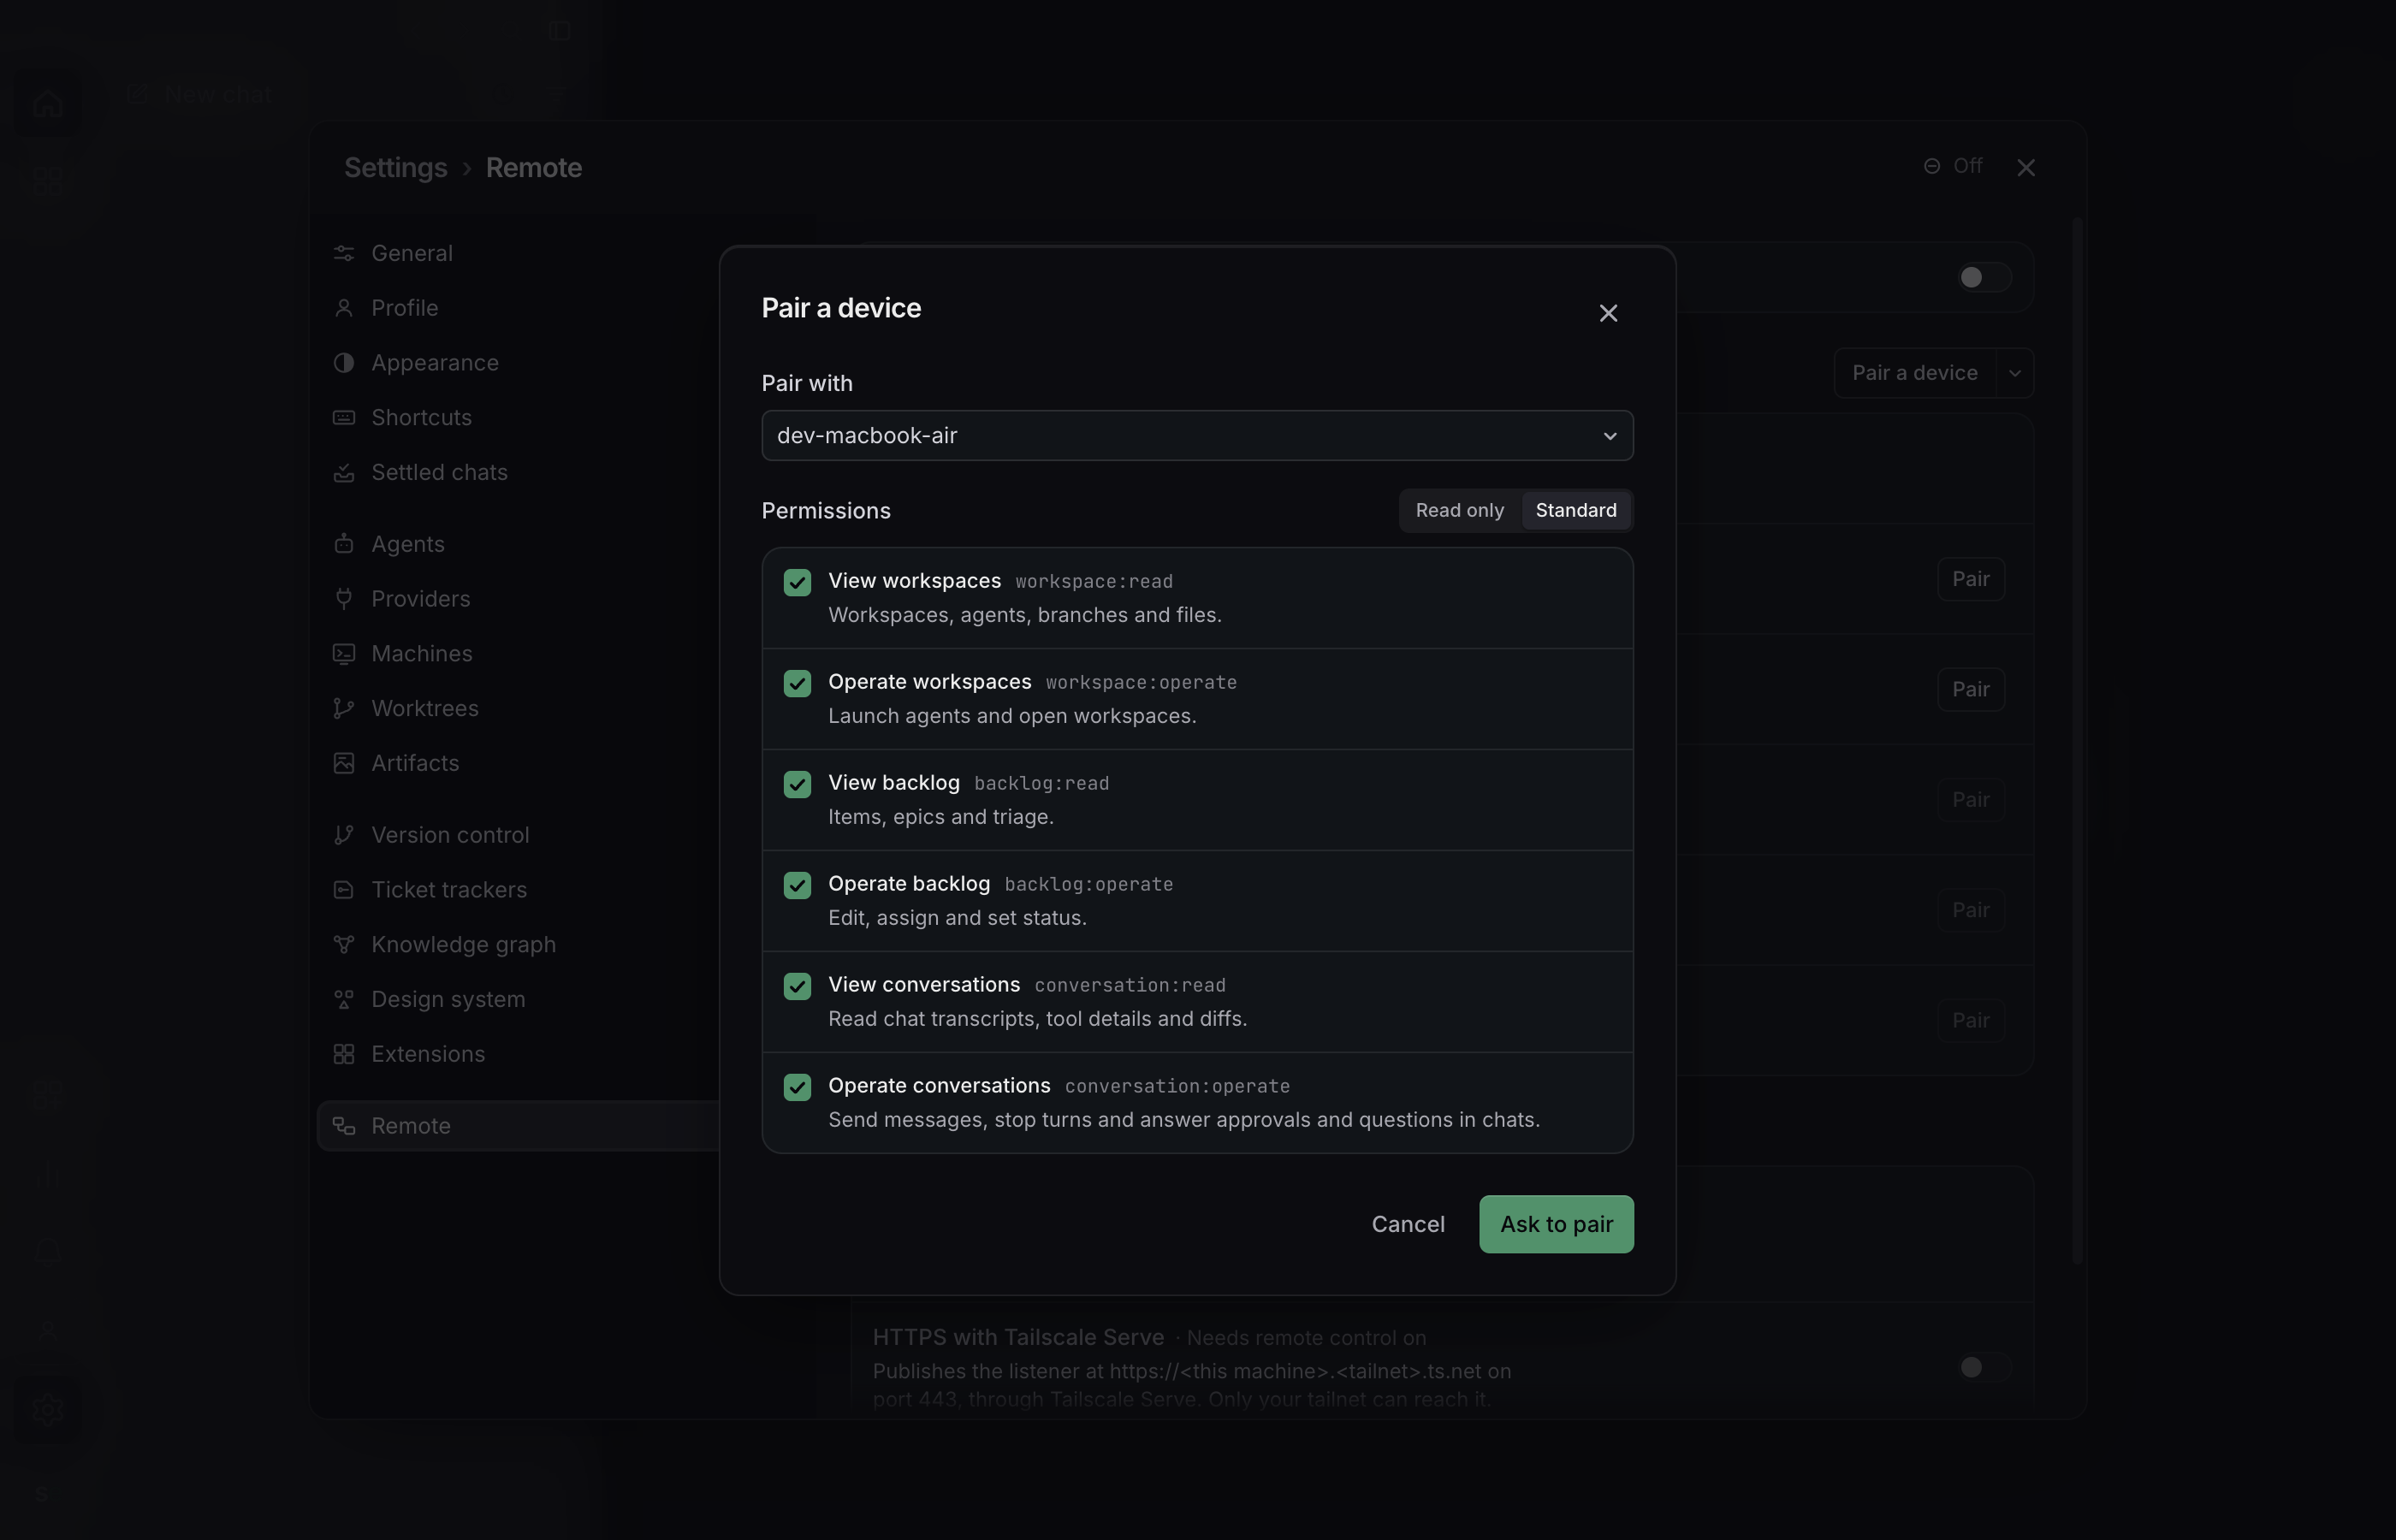 New chat
Settings › Remote
Off
General
Profile
Appearance
Shortcuts
Settled chats
Agents
Providers
Machines
Worktrees
Artifacts
Version control
Ticket trackers
Knowledge graph
Design system
Extensions
Remote
Pair a device
Pair
Pair
Pair
Pair
Pair
Pair a device
Pair with
dev-macbook-air
Permissions
Read only
Standard
View workspaces workspace:read
Workspaces, agents, branches and files.
Operate workspaces workspace:operate
Launch agents and open workspaces.
View backlog backlog:read
Items, epics and triage.
Operate backlog backlog:operate
Edit, assign and set status.
View conversations conversation:read
Read chat transcripts, tool details and diffs.
Operate conversations conversation:operate
Send messages, stop turns and answer approvals and questions in chats.
Cancel
Ask to pair
HTTPS with Tailscale Serve · Needs remote control on
Publishes the listener at https://<this machine>.<tailnet>.ts.net on
port 443, through Tailscale Serve. Only your tailnet can reach it.